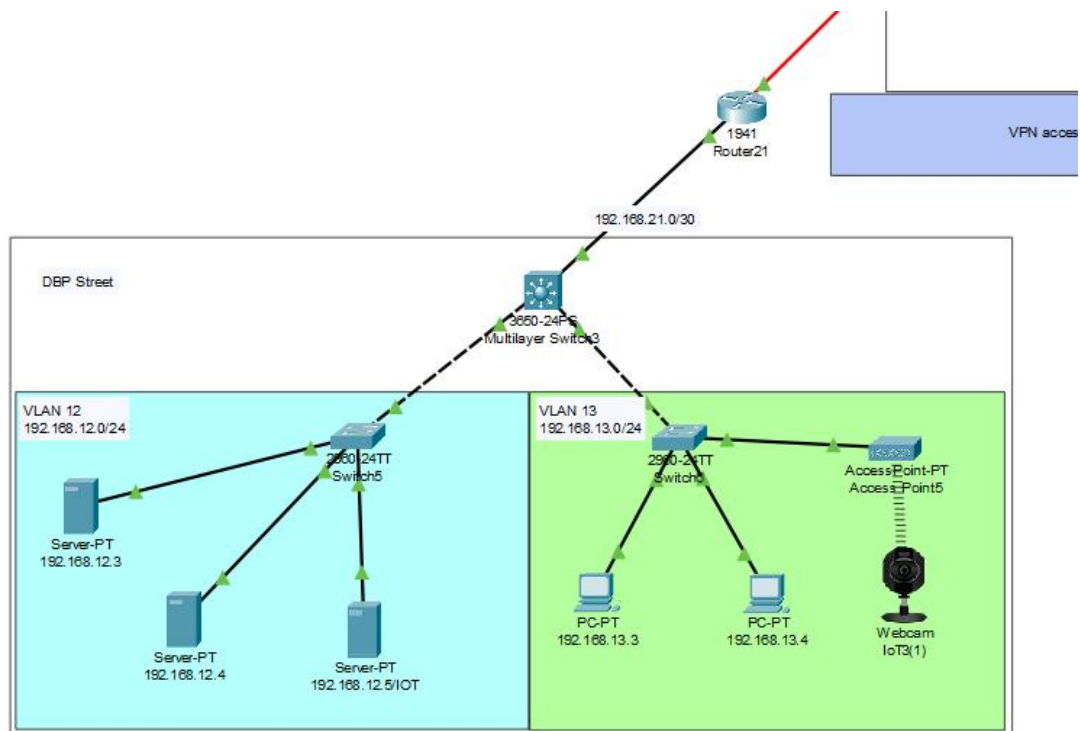 1941
Router21
VPN acces
192.168.21.0/30
DBP Street
3650-24PS
Multilayer Switch3
VLAN 12
192.168.12.0/24
VLAN 13
192.168.13.0/24
2960-24TT
Switch5
2960-24TT
AccessPoint-PT
Access Point5
Server-PT
192.168.12.3
Server-PT
192.168.12.4
Server-PT
192.168.12.5/IOT
PC-PT
192.168.13.3
PC-PT
192.168.13.4
Webcam
IoT3(1)